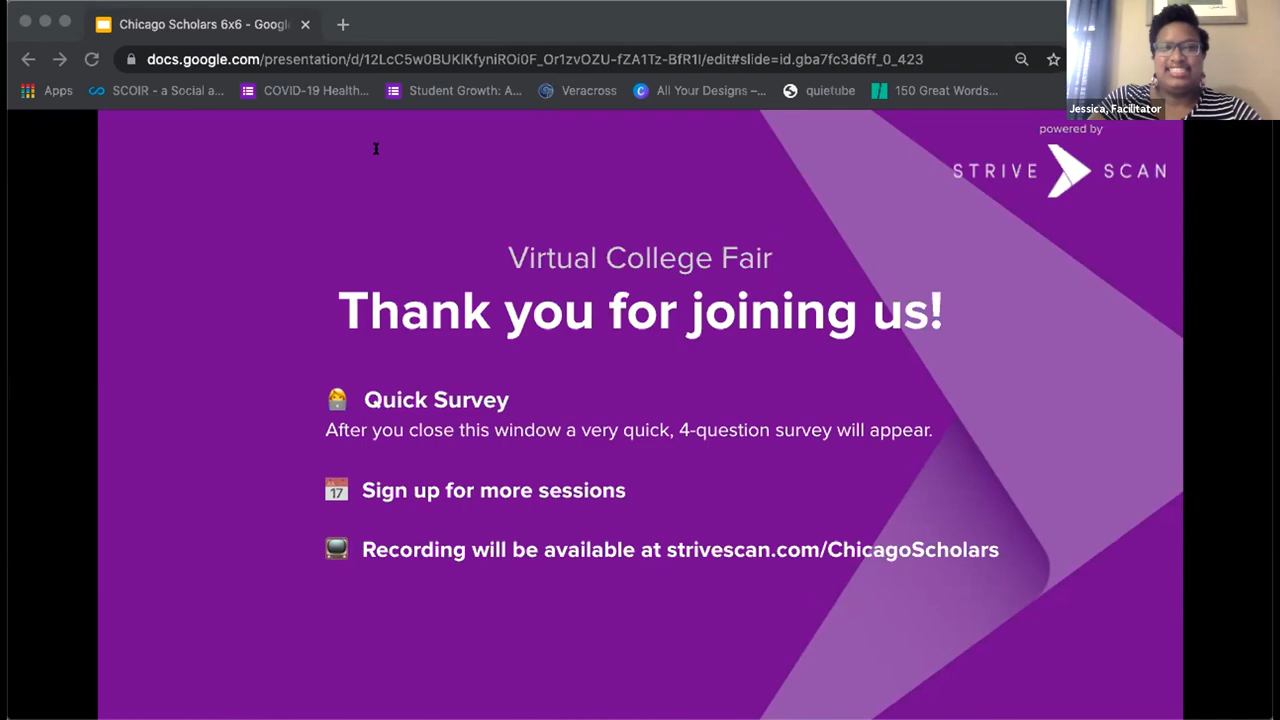 Chicago Scholars 6x6 - Googl
docs.google.com/presentation/d/12LcC5w0BUKlKfyniROi0F_Or1zvOZU-fZA1Tz-BfR1I/edit#slide=id.gba7fc3d6ff_0_423
Apps SCOIR - a Social a... COVID-19 Health... Student Growth: A... Veracross All Your Designs –... quietube 150 Great Words...
Jessica, Facilitator
powered by
STRIVE SCAN
Virtual College Fair
Thank you for joining us!
Quick Survey
After you close this window a very quick, 4-question survey will appear.
17 Sign up for more sessions
Recording will be available at strivescan.com/ChicagoScholars